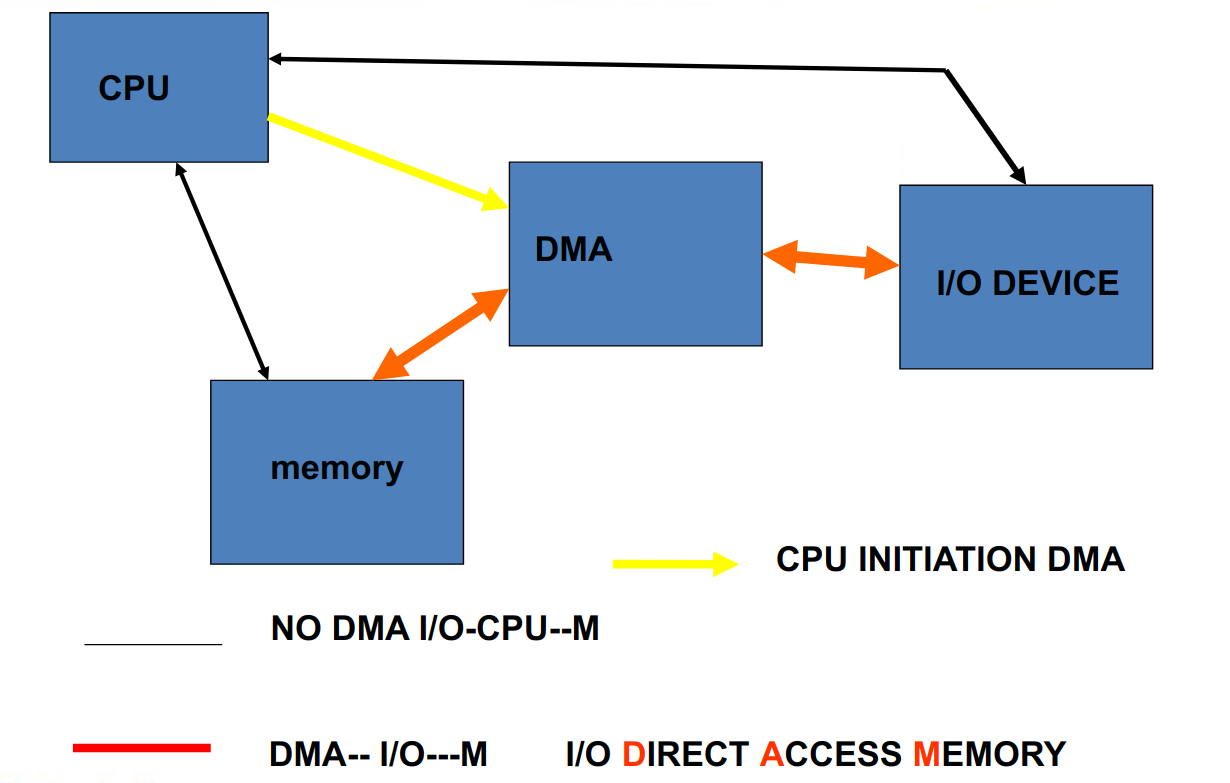 CPU
DMA
I/O DEVICE
memory
CPU INITIATION DMA
NO DMA I/O-CPU--M
DMA-- I/O---M I/O DIRECT ACCESS MEMORY